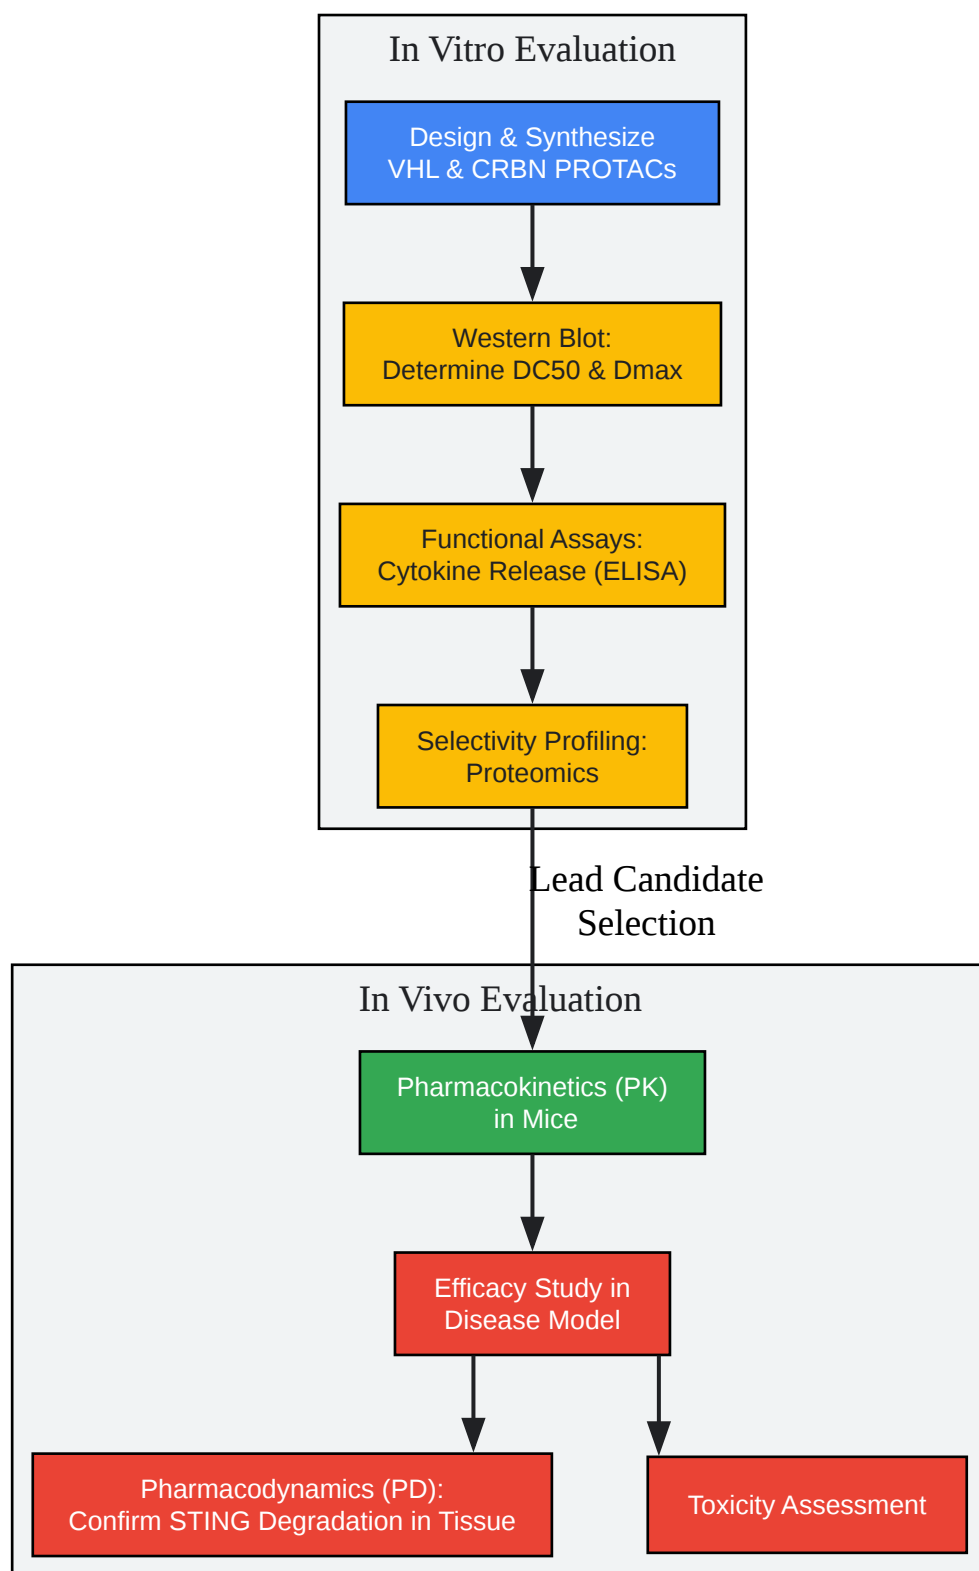 In Vitro Evaluation
Design & Synthesize
VHL & CRBN PROTACs
Western Blot:
Determine DC50 & Dmax
Functional Assays:
Cytokine Release (ELISA)
Selectivity Profiling:
Proteomics
Lead Candidate
Selection
In Vivo Evaluation
Pharmacokinetics (PK)
in Mice
Efficacy Study in
Disease Model
Pharmacodynamics (PD):
Confirm STING Degradation in Tissue
Toxicity Assessment